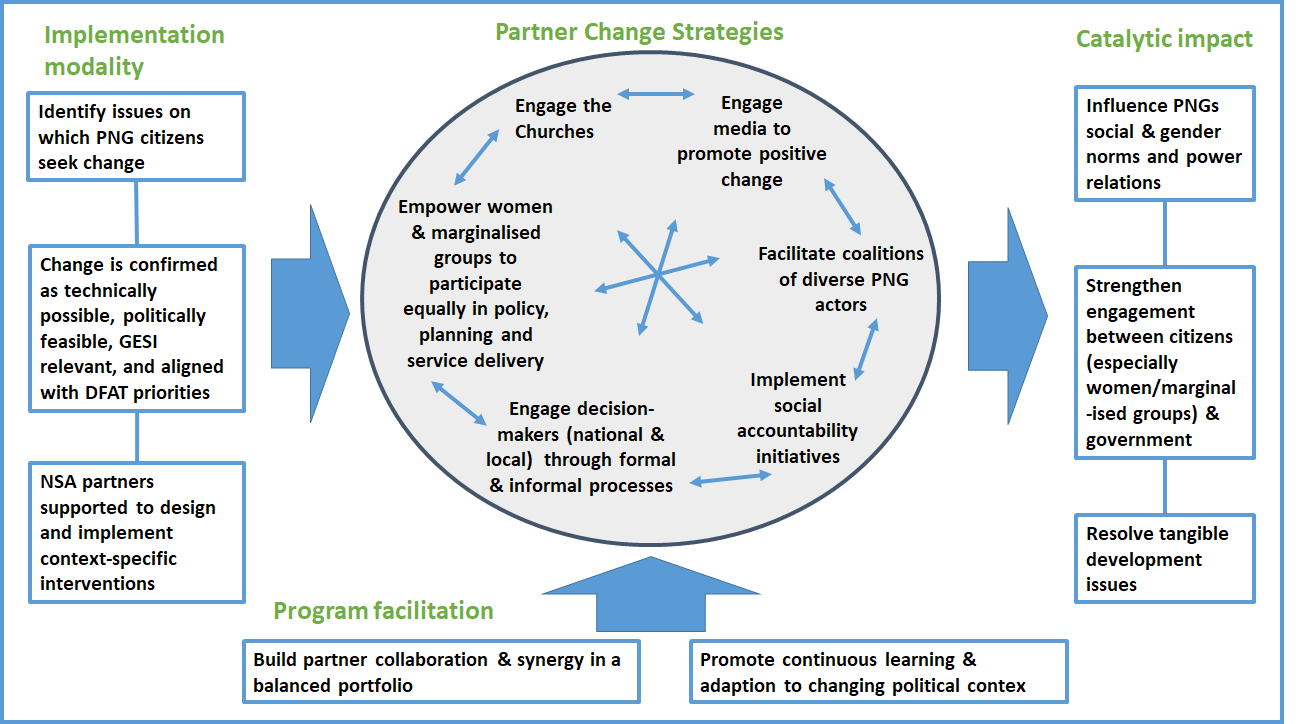 Implementation
modality
Identify issues on
which PNG citizens
seek change
Change is confirmed
as technically
possible, politically
feasible, GESI
relevant, and aligned
with DFAT priorities
NSA partners
supported to design
and implement
context-specific
interventions
Partner Change Strategies
Engage the
Churches
Engage
media to
promote positive
change
Empower women
& marginalised
groups to
participate
equally in policy,
planning and
service delivery
Facilitate coalitions
of diverse PNG
actors
Implement
social
accountability
initiatives
Engage decision-
makers (national &
local) through formal
& informal processes
Program facilitation
Build partner collaboration & synergy in a
balanced portfolio
Promote continuous learning &
adaption to changing political contex
Catalytic impact
Influence PNGs
social & gender
norms and power
relations
Strengthen
engagement
between citizens
(especially
women/marginal
-ised groups) &
government
Resolve tangible
development
issues